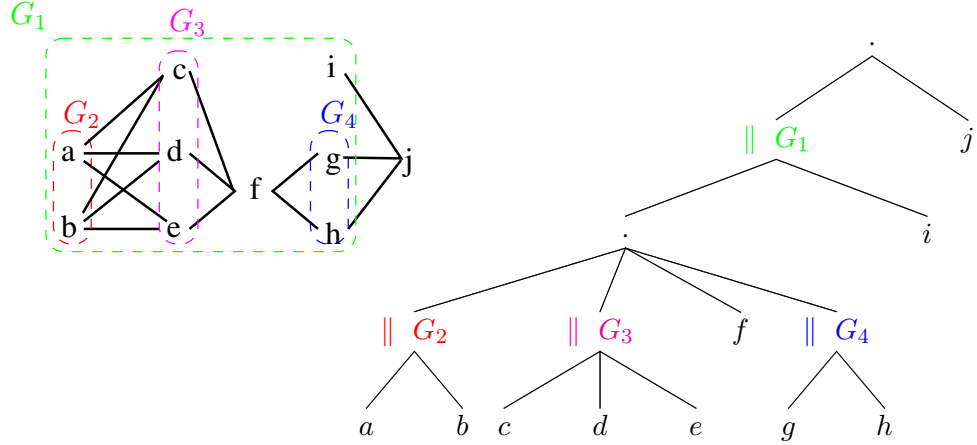 G₁
G₃
c
i
G₂
G₄
a
d
g
j
f
b
e
h
.
∥ G₁
j
.
i
∥ G₂
∥ G₃
f
∥ G₄
a
b
c
d
e
g
h